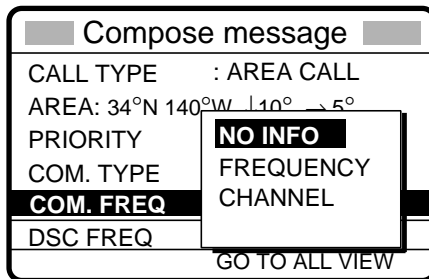 Compose message
CALL TYPE : AREA CALL
AREA: 34°N 140°W ↓10° →5°
PRIORITY
COM. TYPE
COM. FREQ
DSC FREQ
NO INFO
FREQUENCY
CHANNEL
GO TO ALL VIEW